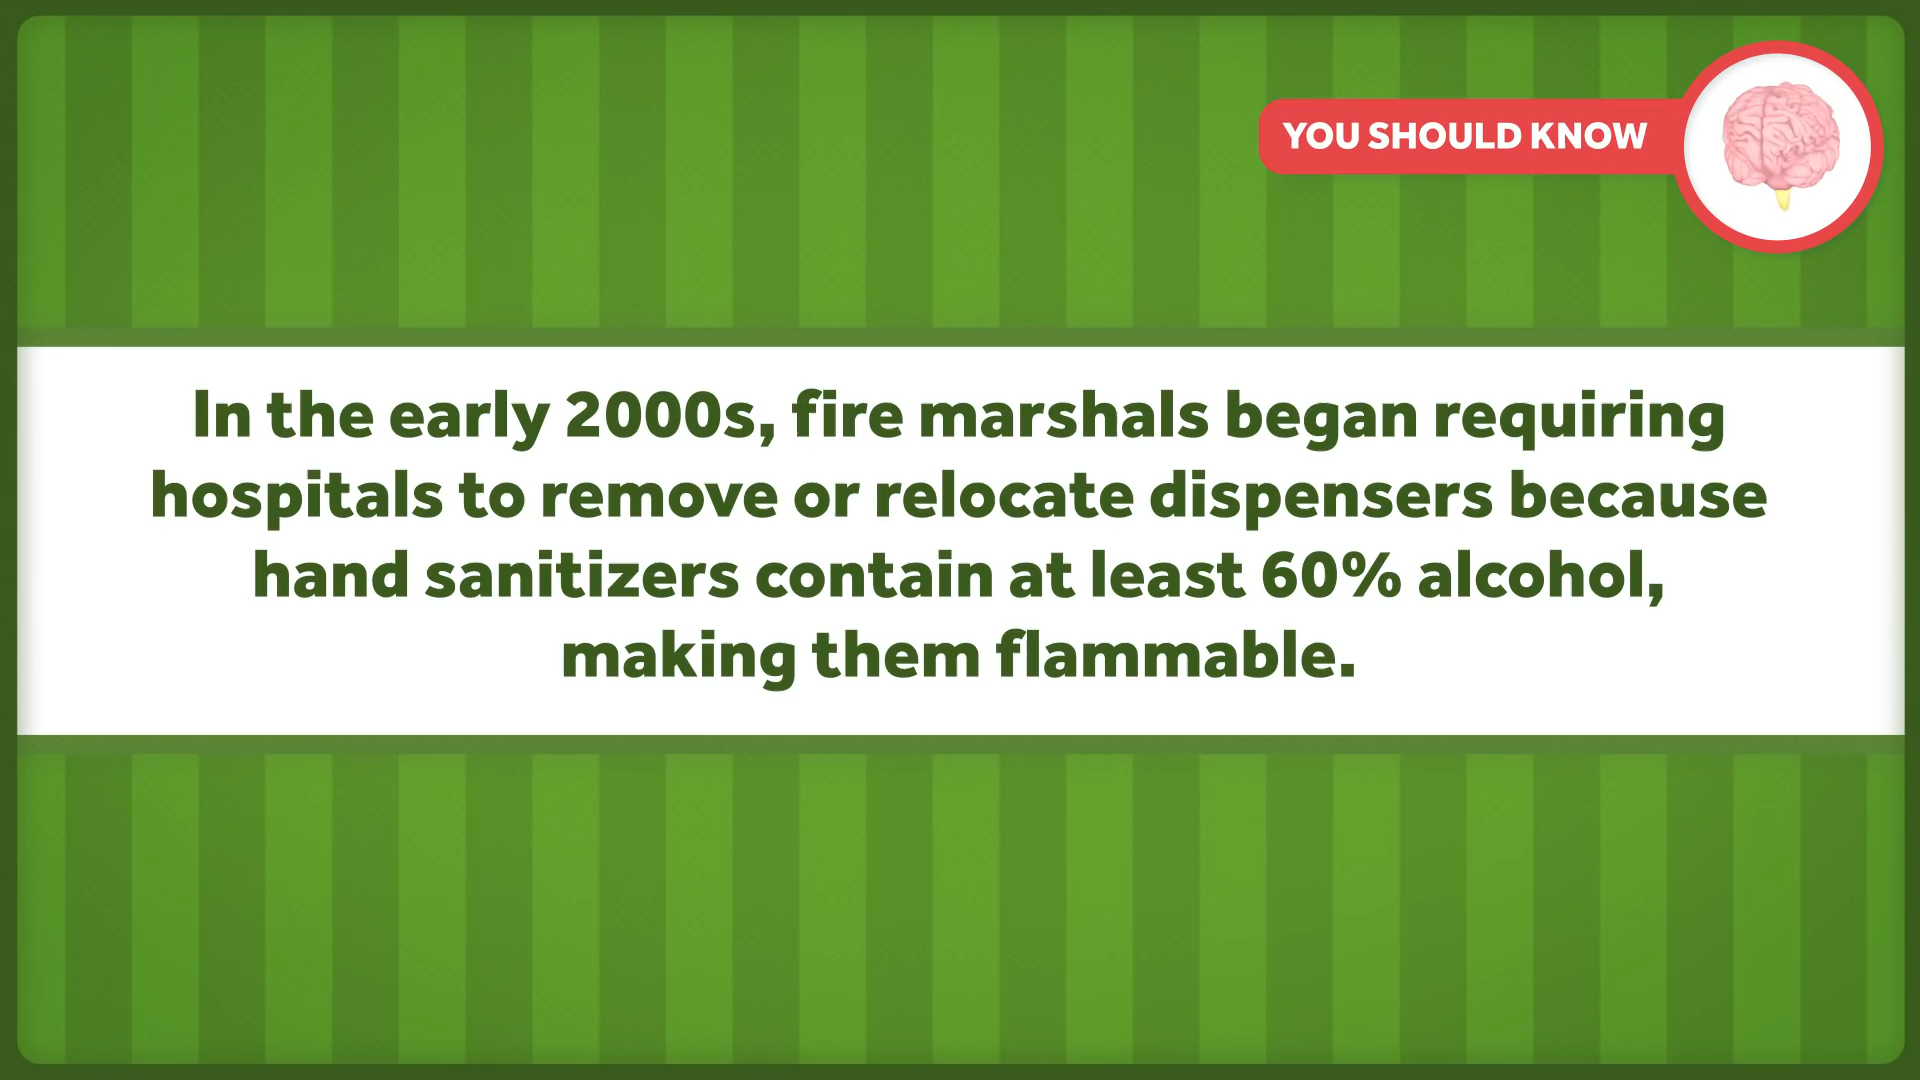 YOU SHOULD KNOW
In the early 2000s, fire marshals began requiring
hospitals to remove or relocate dispensers because
hand sanitizers contain at least 60% alcohol,
making them flammable.